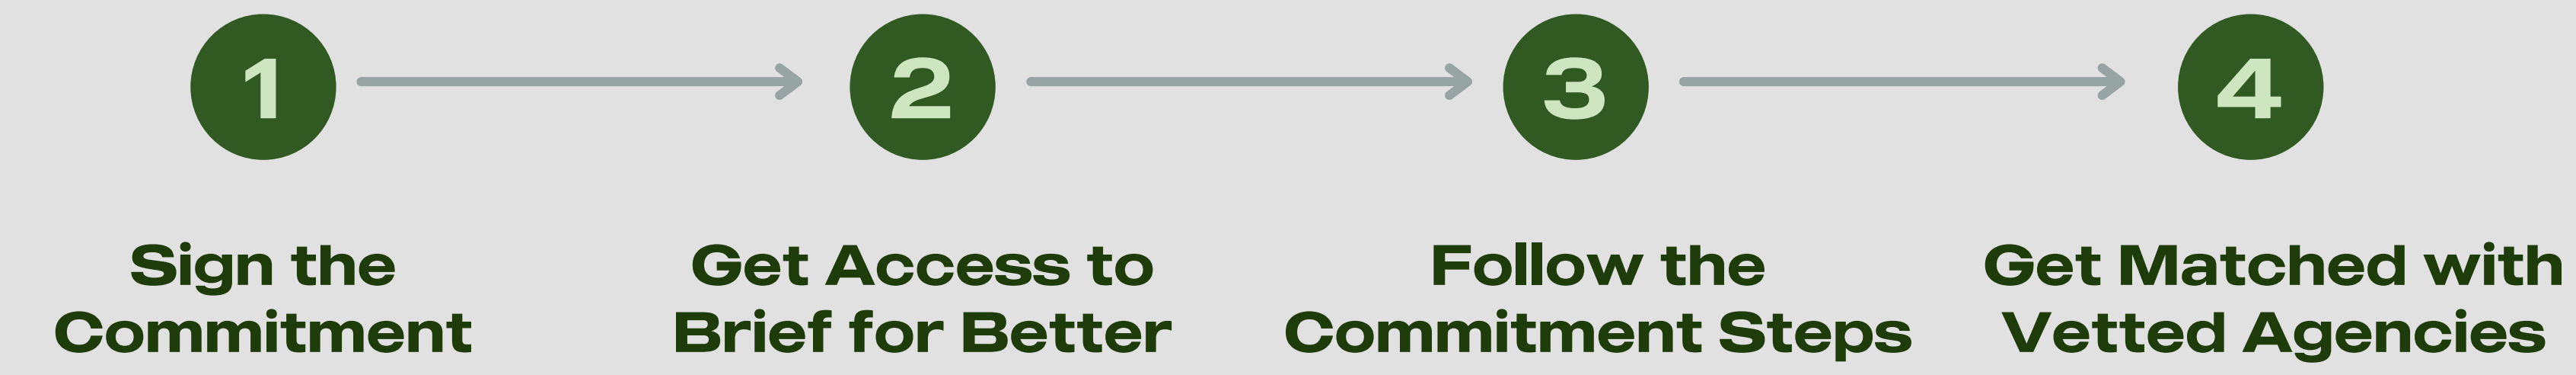 1
2
3
4
Sign the
Commitment
Get Access to
Brief for Better
Follow the
Commitment Steps
Get Matched with
Vetted Agencies